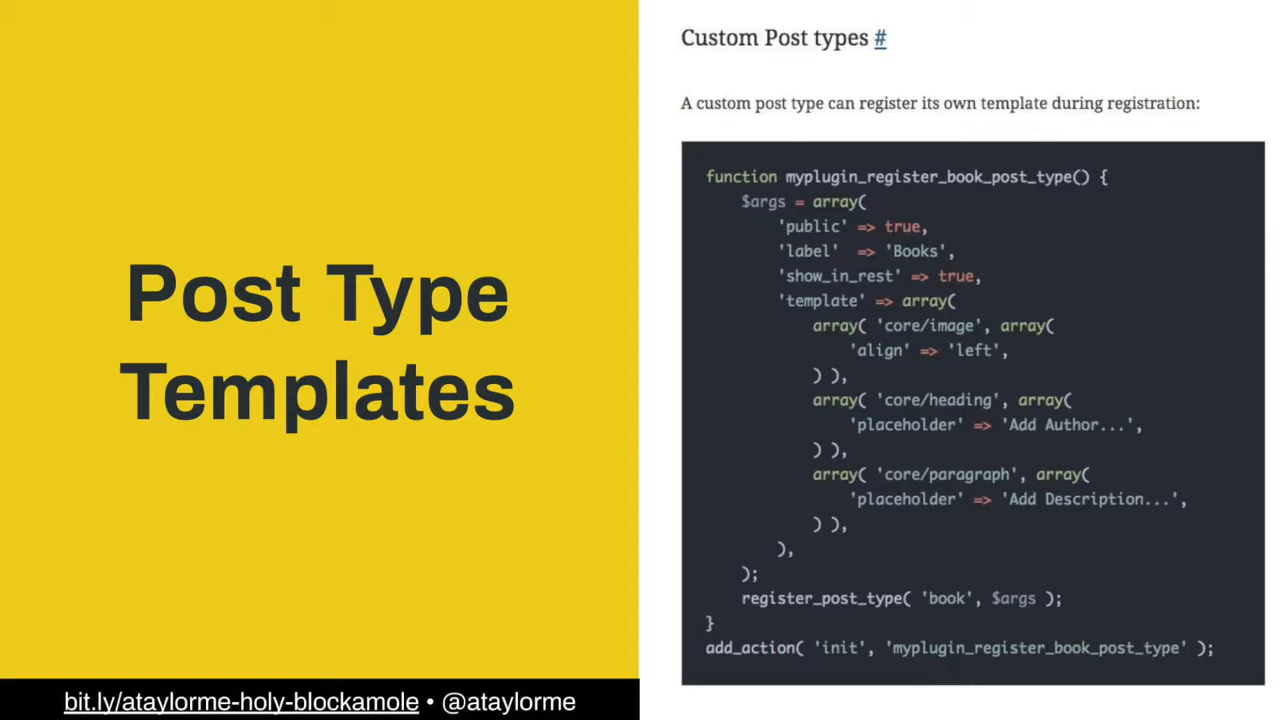 Post Type
Templates
bit.ly/ataylorme-holy-blockamole • @ataylorme
Custom Post types #
A custom post type can register its own template during registration:
function myplugin_register_book_post_type() {
    $args = array(
        'public' => true,
        'label'  => 'Books',
        'show_in_rest' => true,
        'template' => array(
            array( 'core/image', array(
                'align' => 'left',
            ) ),
            array( 'core/heading', array(
                'placeholder' => 'Add Author...',
            ) ),
            array( 'core/paragraph', array(
                'placeholder' => 'Add Description...',
            ) ),
        ),
    );
    register_post_type( 'book', $args );
}
add_action( 'init', 'myplugin_register_book_post_type' );